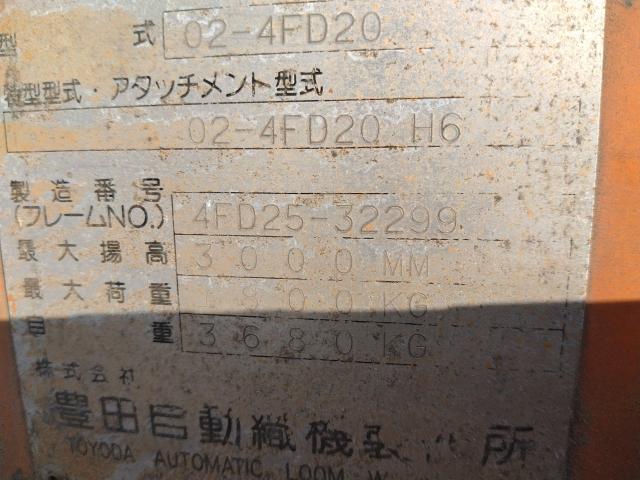 型 式 02-4FD20
特型型式・アタッチメント型式
02-4FD20 H6
製造番号
(フレームNO.) 4FD25-32299
最大揚高 3000 MM
最大荷重 1900 KG
自重 3680 KG
株式会社
豊田自動織機製 所
TOYODA AUTOMATIC LOOM W